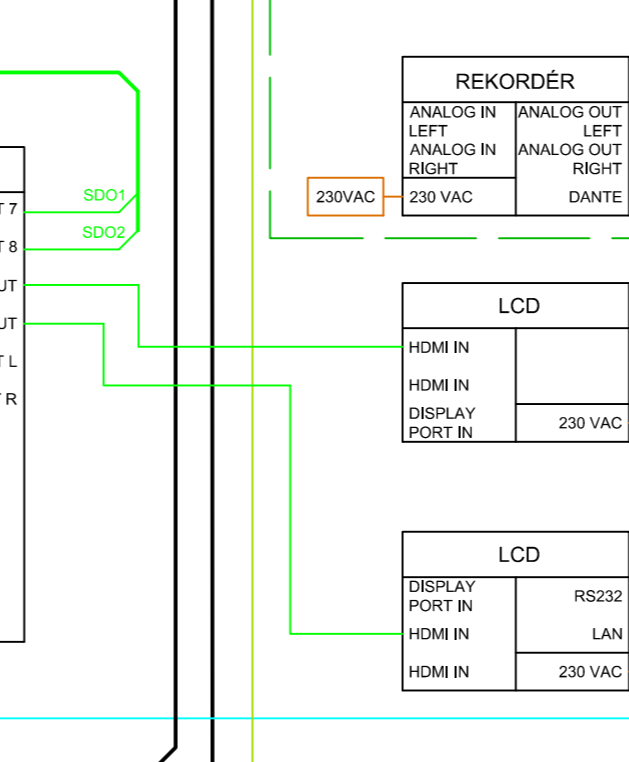 REKORDÉR
ANALOG IN
LEFT
ANALOG IN
RIGHT
230 VAC
ANALOG OUT
LEFT
ANALOG OUT
RIGHT
DANTE
230VAC
SDO1
SDO2
T 7
T 8
UT
UT
T L
R
LCD
HDMI IN
HDMI IN
DISPLAY
PORT IN
230 VAC
LCD
DISPLAY
PORT IN
HDMI IN
HDMI IN
RS232
LAN
230 VAC